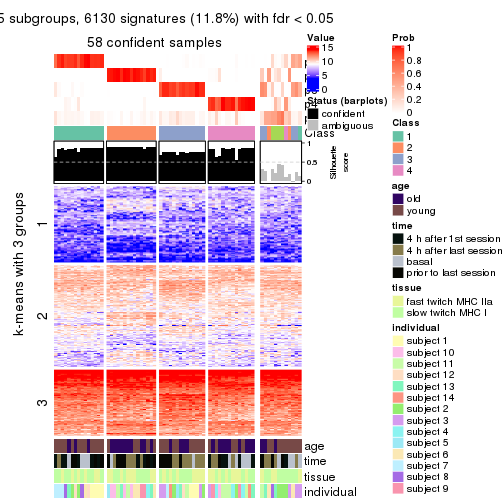 5 subgroups, 6130 signatures (11.8%) with fdr < 0.05
58 confident samples
Class
1
0.5
0
Silhouette
score
k-means with 3 groups
1
2
3
age
time
tissue
individual
Value
15
10
5
0
Status (barplots)
confident
ambiguous
Prob
1
0.8
0.6
0.4
0.2
0
Class
1
2
3
4
age
old
young
time
4 h after 1st session
4 h after last session
basal
prior to last session
tissue
fast twitch MHC IIa
slow twitch MHC I
individual
subject 1
subject 10
subject 11
subject 12
subject 13
subject 14
subject 2
subject 3
subject 4
subject 5
subject 6
subject 7
subject 8
subject 9